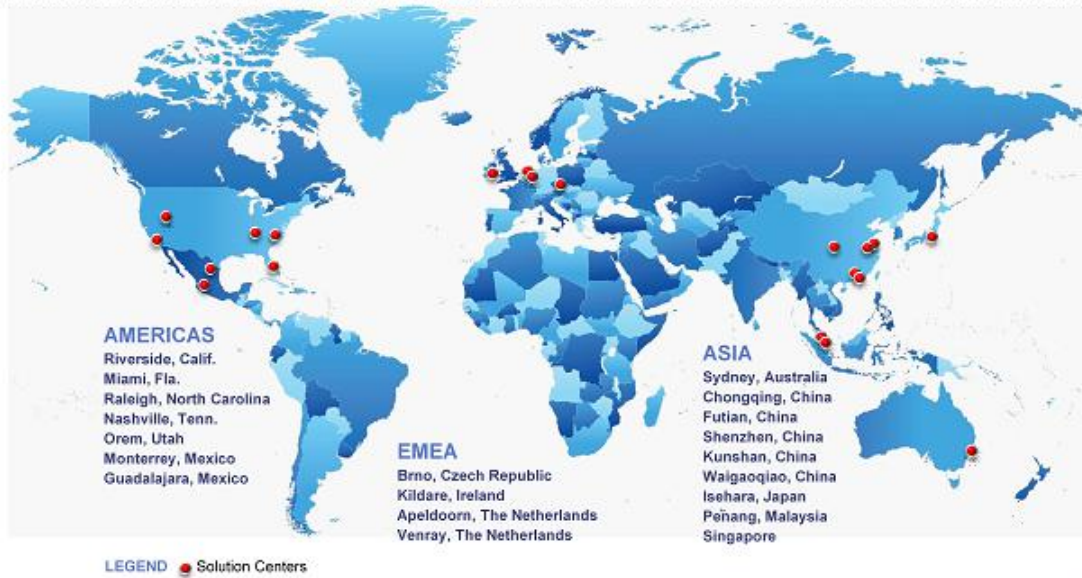 AMERICAS
Riverside, Calif.
Miami, Fla.
Raleigh, North Carolina
Nashville, Tenn.
Orem, Utah
Monterrey, Mexico
Guadalajara, Mexico
EMEA
Brno, Czech Republic
Kildare, Ireland
Apeldoorn, The Netherlands
Venray, The Netherlands
ASIA
Sydney, Australia
Chongqing, China
Futian, China
Shenzhen, China
Kunshan, China
Waigaoqiao, China
Isehara, Japan
Penang, Malaysia
Singapore
LEGEND Solution Centers